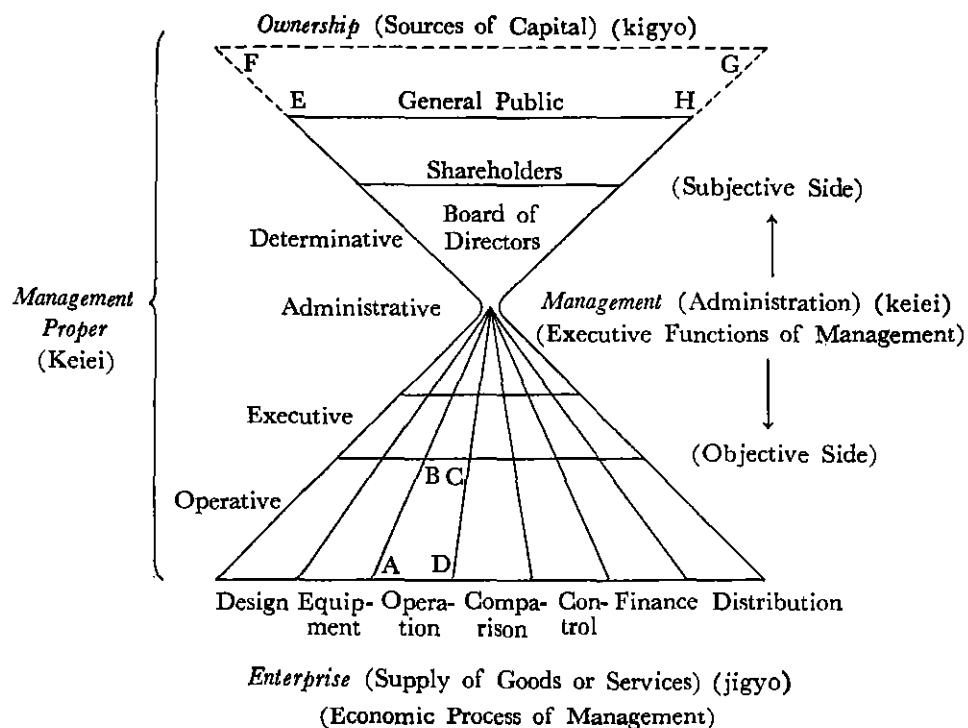 Ownership (Sources of Capital) (kigyo)
F G
E General Public H
Shareholders
(Subjective Side)
Board of
Directors
Determinative
Management
Proper
(Keiei)
Administrative
Management (Administration) (keiei)
(Executive Functions of Management)
Executive
(Objective Side)
B C
Operative
A D
Design Equip- Opera- Compa- Con- Finance Distribution
ment tion rison trol
Enterprise (Supply of Goods or Services) (jigyo)
(Economic Process of Management)